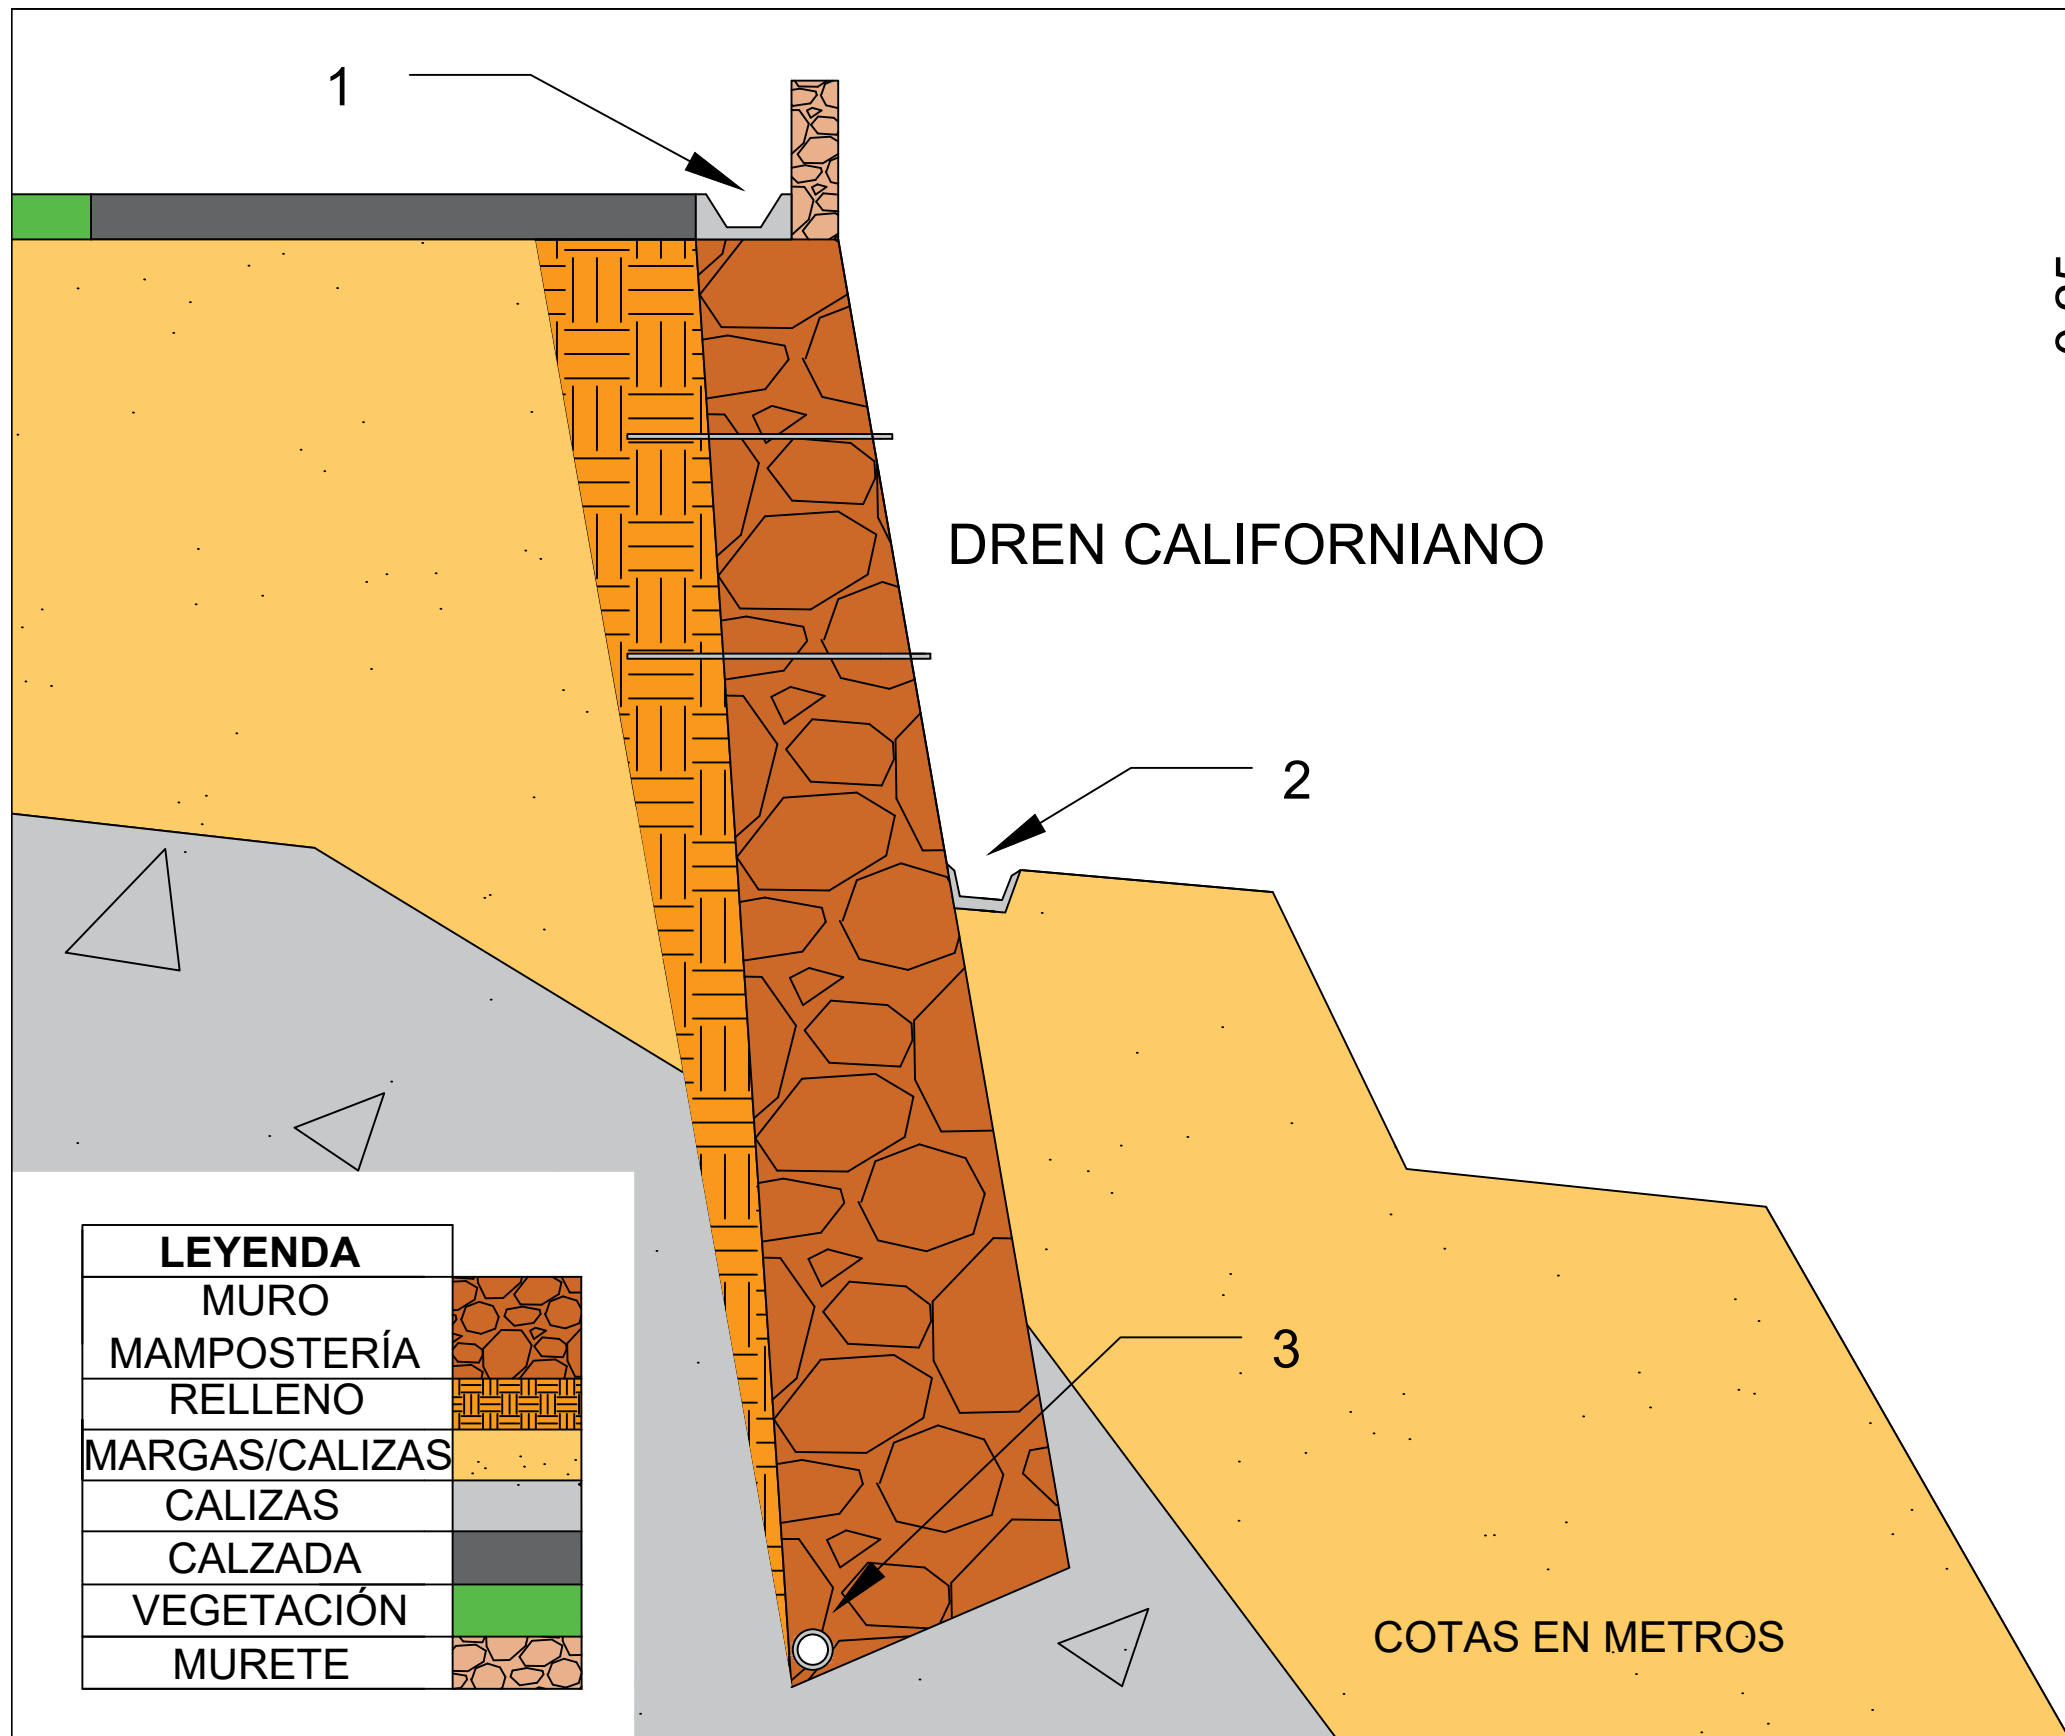 1
DREN CALIFORNIANO
2
3
LEYENDA
MURO
MAMPOSTERÍA
RELLENO
MARGAS/CALIZAS
CALIZAS
CALZADA
VEGETACIÓN
MURETE
COTAS EN METROS